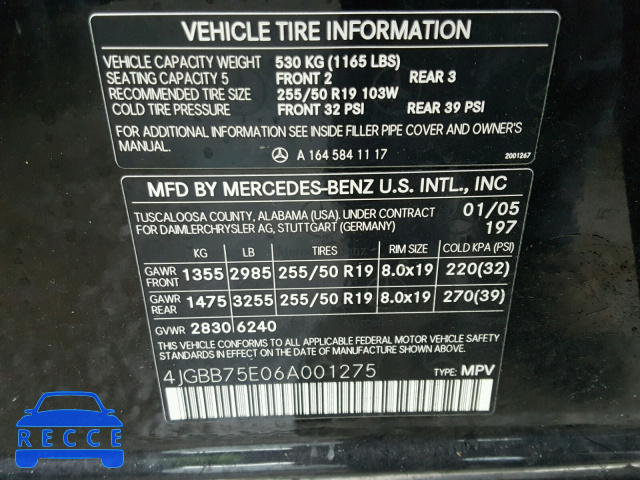 VEHICLE TIRE INFORMATION
VEHICLE CAPACITY WEIGHT 530 KG (1165 LBS)
SEATING CAPACITY 5 FRONT 2 REAR 3
RECOMMENDED TIRE SIZE 255/50 R19 103W
COLD TIRE PRESSURE FRONT 32 PSI REAR 39 PSI
FOR ADDITIONAL INFORMATION SEE INSIDE FILLER PIPE COVER AND OWNER'S
MANUAL.
A 164 584 11 17 2001267
MFD BY MERCEDES-BENZ U.S. INTL., INC
TUSCALOOSA COUNTY, ALABAMA (USA). UNDER CONTRACT 01/05
FOR DAIMLERCHRYSLER AG, STUTTGART (GERMANY) 197
KG LB TIRES RIM SIZE COLD KPA (PSI)
GAWR FRONT 1355 2985 255/50 R19 8.0x19 220(32)
GAWR REAR 1475 3255 255/50 R19 8.0x19 270(39)
GVWR 2830 6240
THIS VEHICLE CONFORMS TO ALL APPLICABLE FEDERAL MOTOR VEHICLE SAFETY,
BUMPER, AND THEFT PREVENTION STANDARDS IN EFFECT ON THE DATE OF
MANUFACTURE SHOWN ABOVE.
4JGBB75E06A001275 TYPE: MPV
RECCE